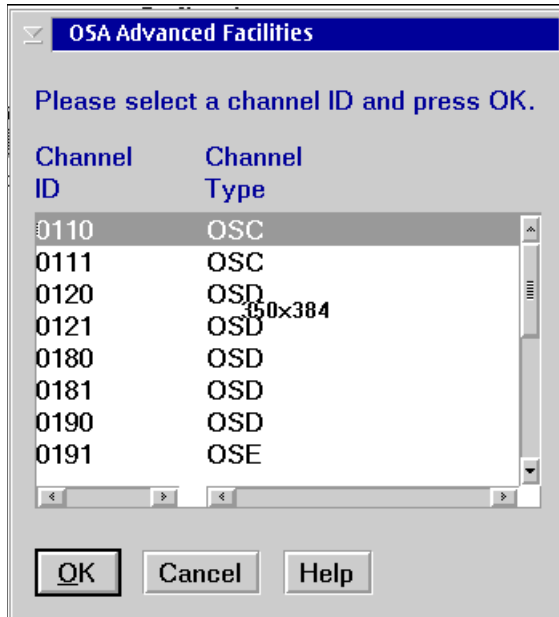 OSA Advanced Facilities
Please select a channel ID and press OK.
Channel Channel
ID Type
0110 OSC
0111 OSC
0120 OSD
350x384
0121 OSD
0180 OSD
0181 OSD
0190 OSD
0191 OSE
OK Cancel Help